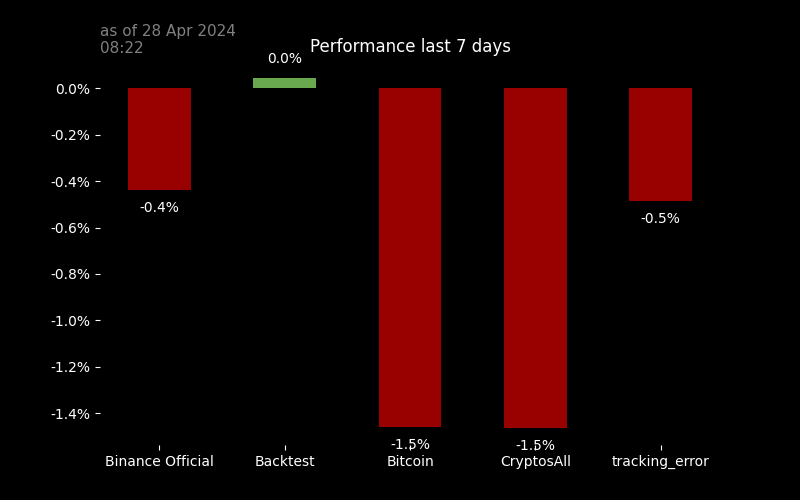 as of 28 Apr 2024
08:22
Performance last 7 days
0.0%
0.0%
-0.2%
-0.4%
-0.4%
-0.6%
-0.5%
-0.8%
-1.0%
-1.2%
-1.4%
-1.5%
-1.5%
Binance Official
Backtest
Bitcoin
CryptosAll
tracking_error